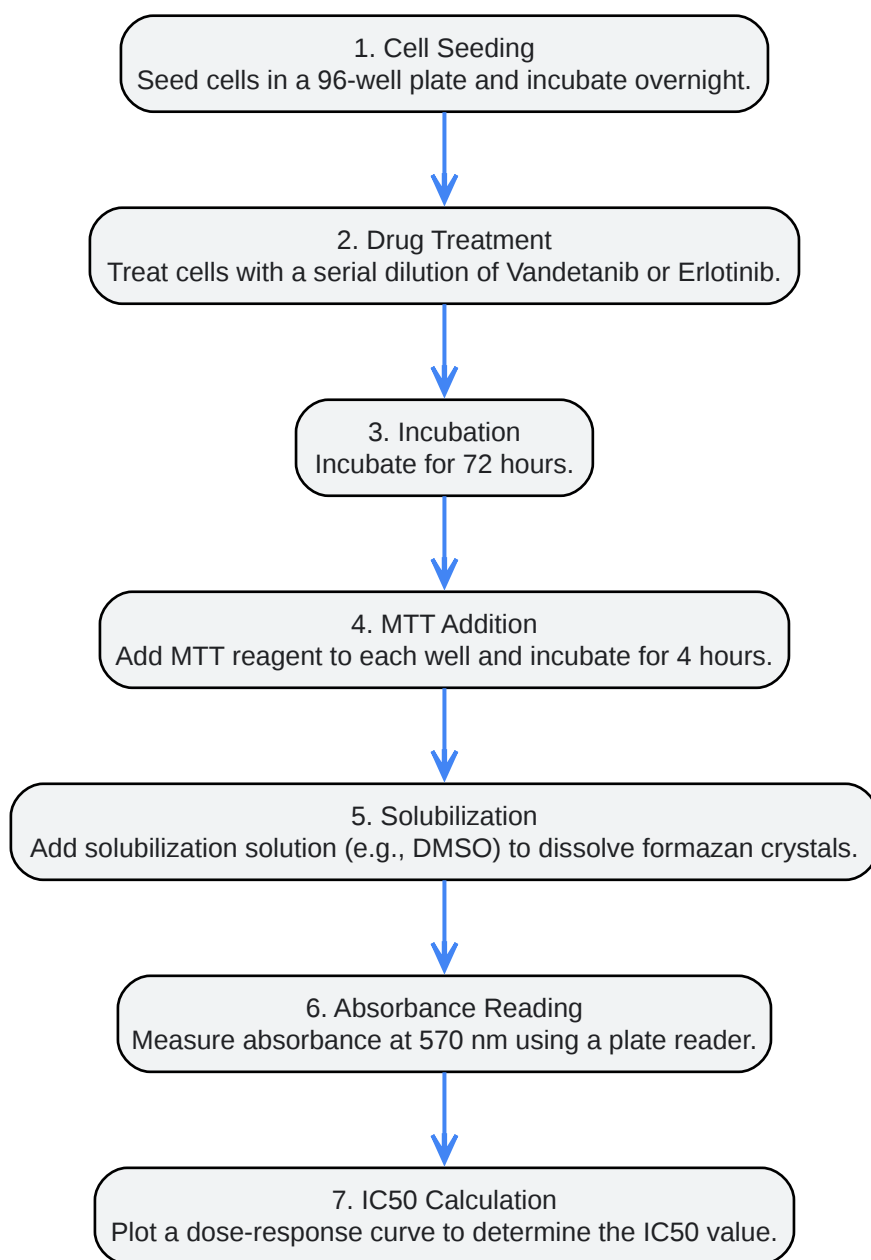 1. Cell Seeding
Seed cells in a 96-well plate and incubate overnight.
2. Drug Treatment
Treat cells with a serial dilution of Vandetanib or Erlotinib.
3. Incubation
Incubate for 72 hours.
4. MTT Addition
Add MTT reagent to each well and incubate for 4 hours.
5. Solubilization
Add solubilization solution (e.g., DMSO) to dissolve formazan crystals.
6. Absorbance Reading
Measure absorbance at 570 nm using a plate reader.
7. IC50 Calculation
Plot a dose-response curve to determine the IC50 value.